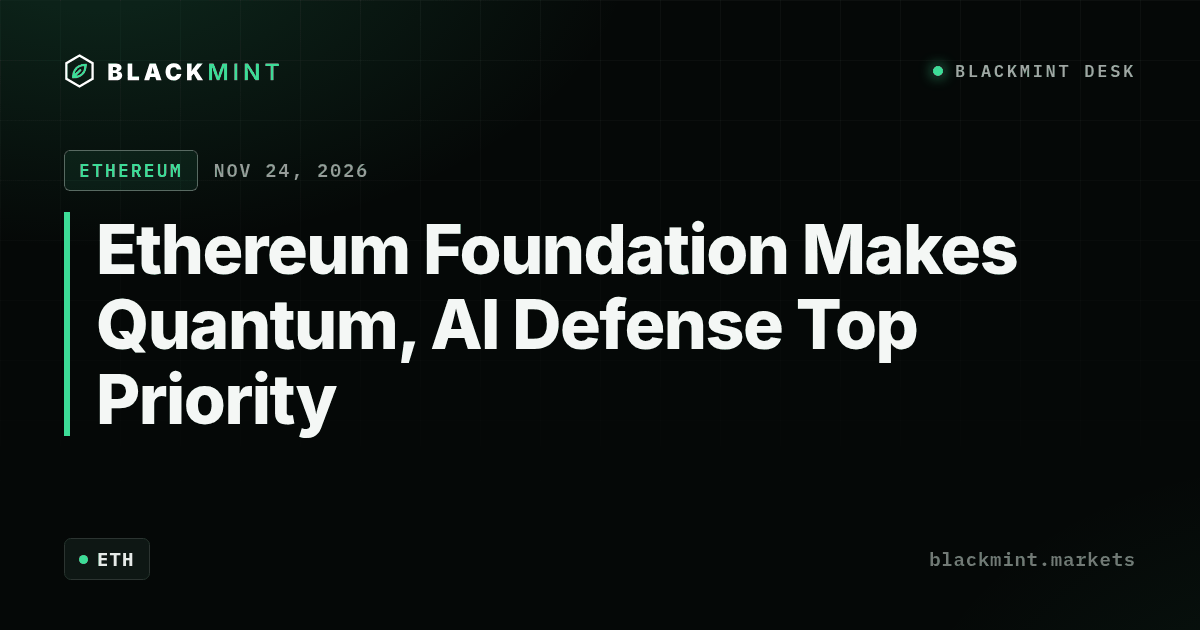 BLACKMINT
BLACKMINT DESK
ETHEREUM
NOV 24, 2026
Ethereum Foundation Makes
Quantum, AI Defense Top
Priority
ETH
blackmint.markets